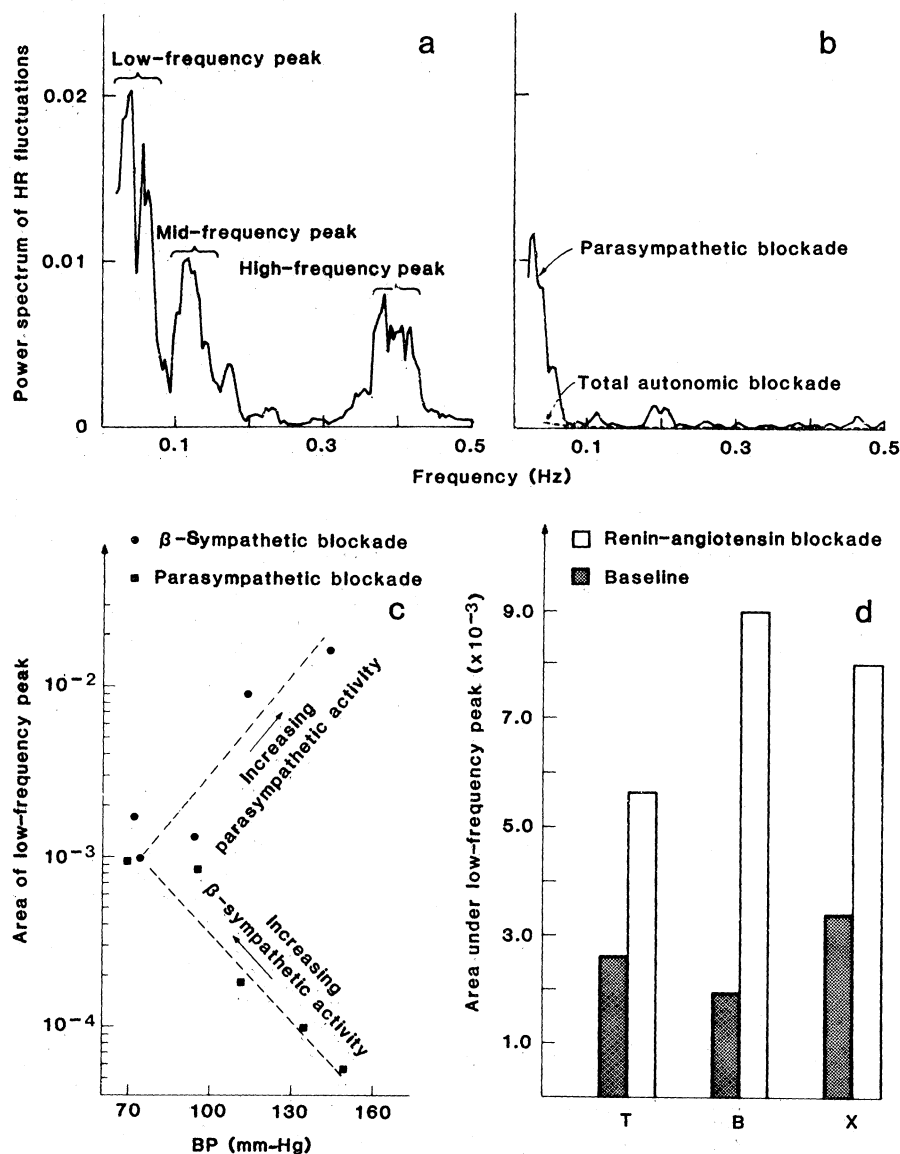 a
b
Low-frequency peak
0.02
Mid-frequency peak
0.01
High-frequency peak
0
Parasympathetic blockade
Total autonomic blockade
Power spectrum of HR fluctuations
0.1
0.3
0.5
0.1
0.3
0.5
Frequency (Hz)
β-Sympathetic blockade
Parasympathetic blockade
c
Area of low-frequency peak
10⁻²
10⁻³
10⁻⁴
Increasing
parasympathetic activity
Increasing
β-sympathetic activity
70
100
130
160
BP (mm-Hg)
Renin-angiotensin blockade
Baseline
d
Area under low-frequency peak (x10⁻³)
9.0
7.0
5.0
3.0
1.0
T
B
X